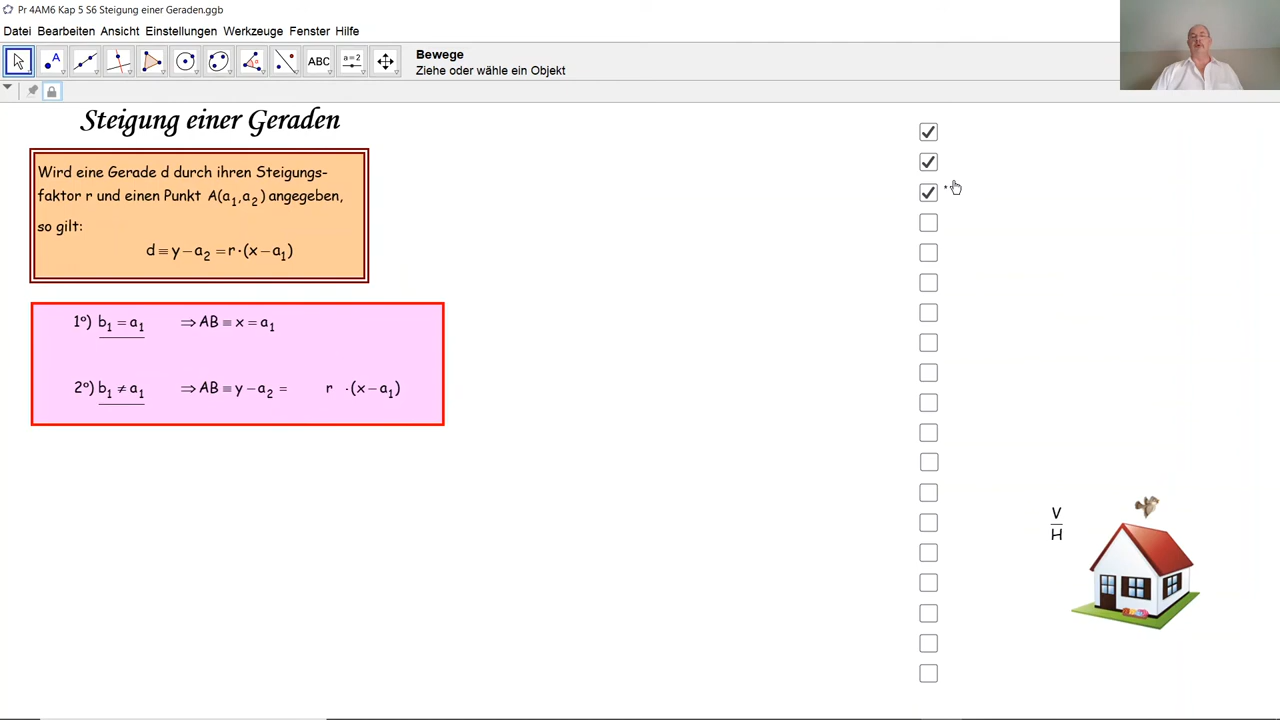 Pr 4AM6 Kap 5 S6 Steigung einer Geraden.ggb
Datei Bearbeiten Ansicht Einstellungen Werkzeuge Fenster Hilfe
A
ABC
a=2
Bewege
Ziehe oder wähle ein Objekt
Steigung einer Geraden
Wird eine Gerade d durch ihren Steigungs-
faktor r und einen Punkt A(a₁,a₂) angegeben,
so gilt:
d ≡ y − a₂ = r · (x − a₁)
1º) b₁ = a₁ ⇒ AB ≡ x = a₁
2º) b₁ ≠ a₁ ⇒ AB ≡ y − a₂ = r · (x − a₁)
V
H